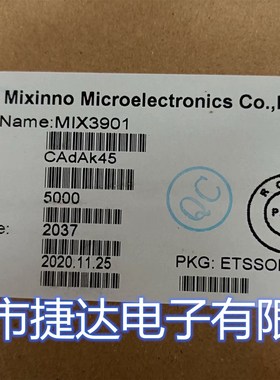 Mixinno Microelectronics Co.,
Name:MIX3901
CAdAk45
5000
QC
2037
2020.11.25
PKG: ETSSO
市捷达电子有限